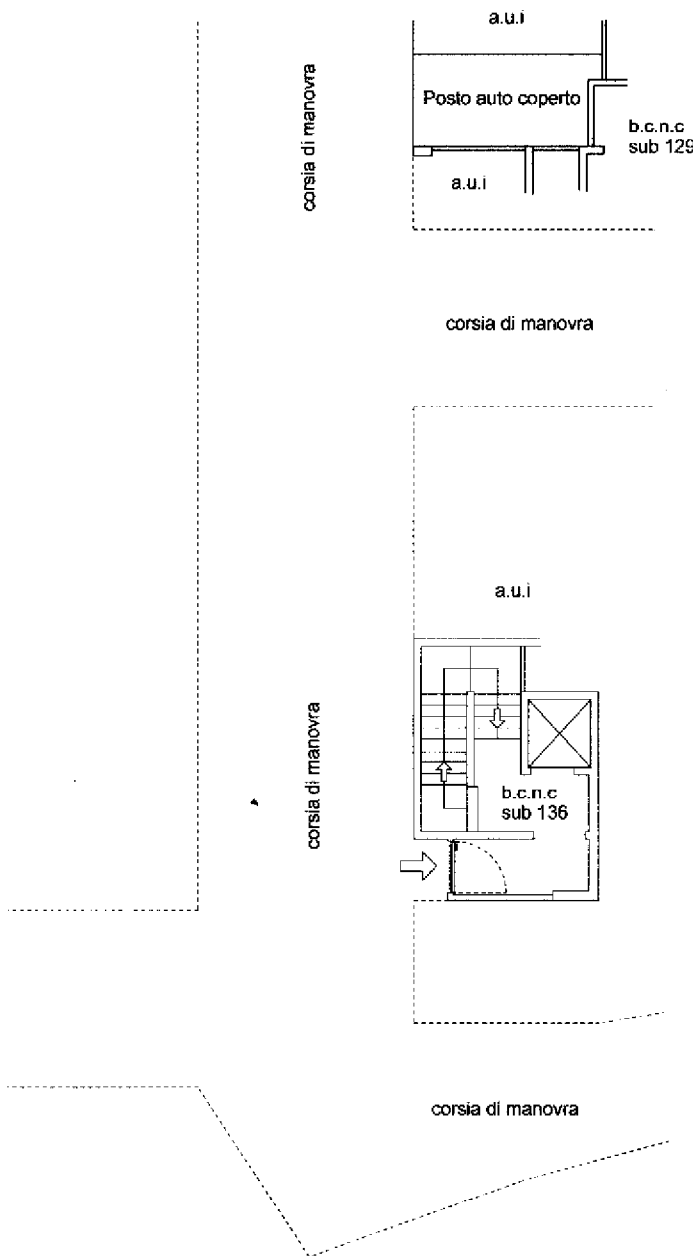 a.u.i
corsia di manovra
Posto auto coperto
b.c.n.c
sub 129
a.u.i
corsia di manovra
a.u.i
corsia di manovra
b.c.n.c
sub 136
corsia di manovra